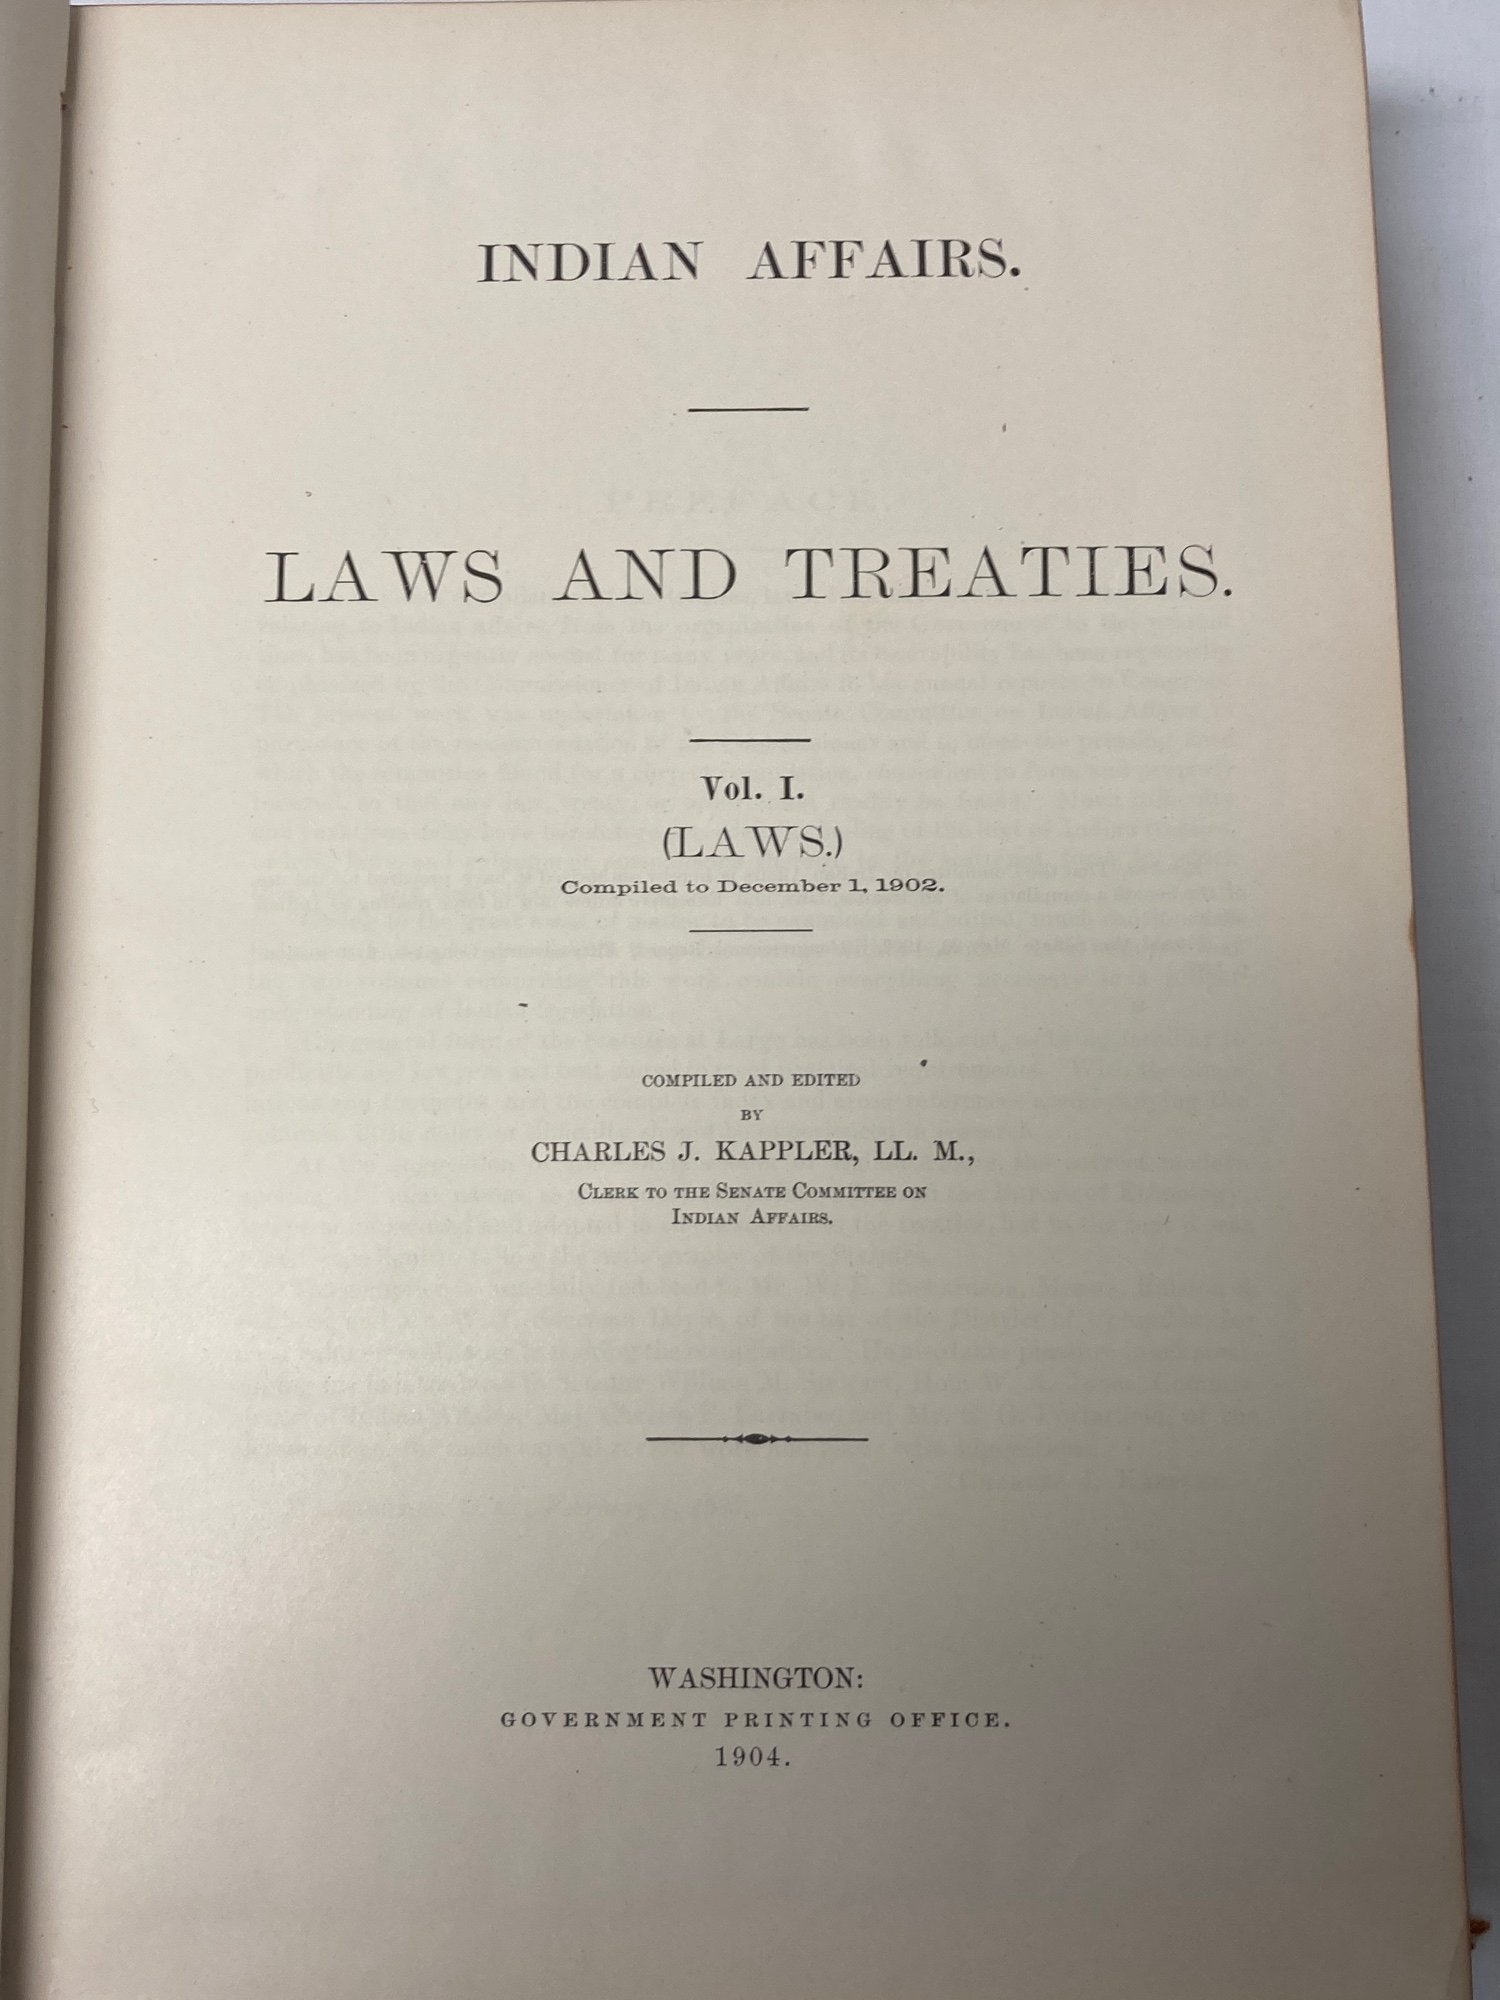 INDIAN AFFAIRS.
LAWS AND TREATIES.
Vol. I.
(LAWS.)
Compiled to December 1, 1902.
COMPILED AND EDITED
BY
CHARLES J. KAPPLER, LL. M.,
CLERK TO THE SENATE COMMITTEE ON
INDIAN AFFAIRS.
WASHINGTON:
GOVERNMENT PRINTING OFFICE.
1904.